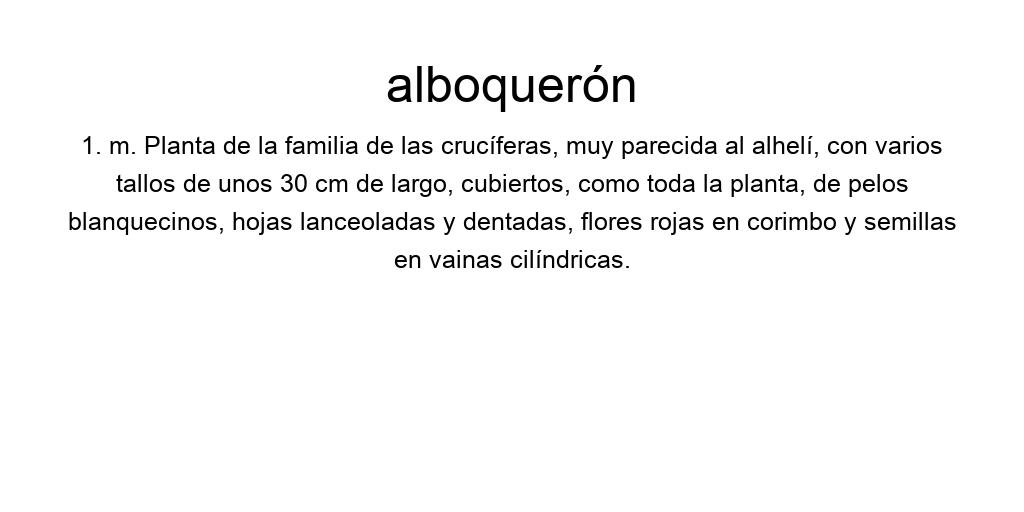 alboquerón
1. m. Planta de la familia de las crucíferas, muy parecida al alhelí, con varios
tallos de unos 30 cm de largo, cubiertos, como toda la planta, de pelos
blanquecinos, hojas lanceoladas y dentadas, flores rojas en corimbo y semillas
en vainas cilíndricas.